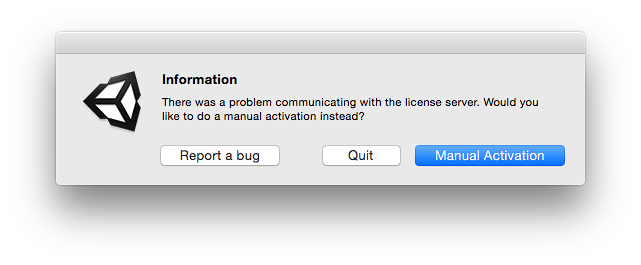 Information
There was a problem communicating with the license server. Would you
like to do a manual activation instead?
Report a bug
Quit
Manual Activation